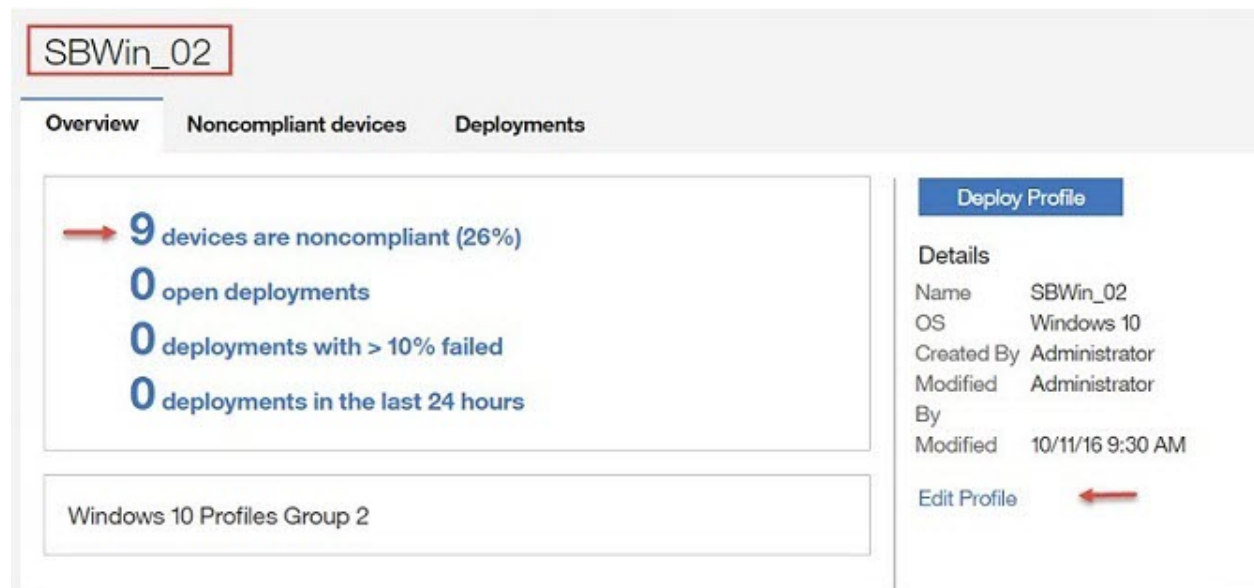 SBWin_02
Overview Noncompliant devices Deployments
9 devices are noncompliant (26%)
0 open deployments
0 deployments with > 10% failed
0 deployments in the last 24 hours
Windows 10 Profiles Group 2
Deploy Profile
Details
Name SBWin_02
OS Windows 10
Created By Administrator
Modified Administrator
By
Modified 10/11/16 9:30 AM
Edit Profile